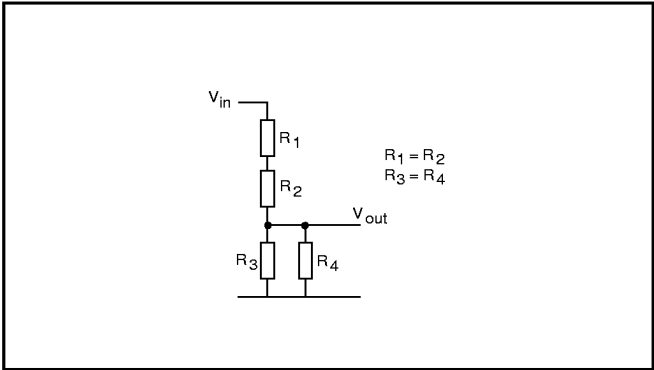 Vin
R1
R1 = R2
R3 = R4
R2
Vout
R3
R4